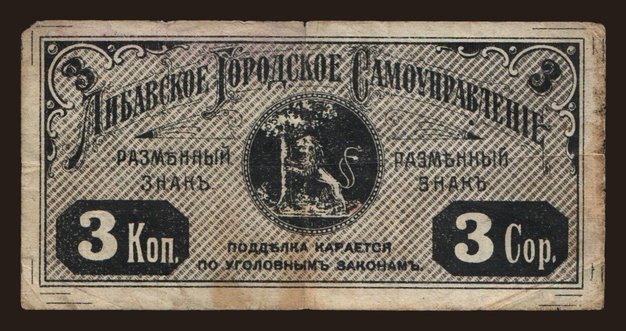 3 3
Либавское Городское Самоуправленіе
РАЗМѢННЫЙ ЗНАКЪ
РАЗМѢННЫЙ ЗНАКЪ
3 Коп.
ПОДДѢЛКА КАРАЕТСЯ
ПО УГОЛОВНЫМЪ ЗАКОНАМЪ.
3 Cop.